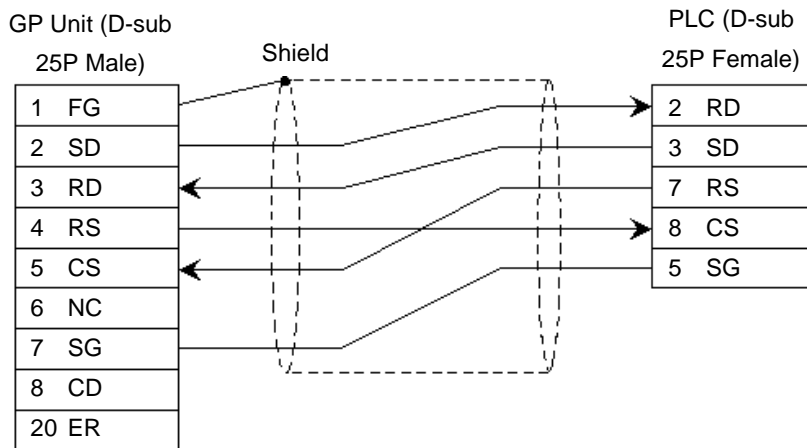 GP Unit (D-sub
25P Male)
Shield
PLC (D-sub
25P Female)
1 FG
2 SD
3 RD
4 RS
5 CS
6 NC
7 SG
8 CD
20 ER
2 RD
3 SD
7 RS
8 CS
5 SG